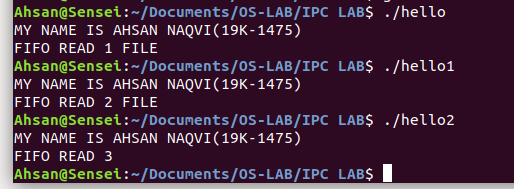 Ahsan@Sensei:~/Documents/OS-LAB/IPC LAB$ ./hello
MY NAME IS AHSAN NAQVI(19K-1475)
FIFO READ 1 FILE
Ahsan@Sensei:~/Documents/OS-LAB/IPC LAB$ ./hello1
MY NAME IS AHSAN NAQVI(19K-1475)
FIFO READ 2 FILE
Ahsan@Sensei:~/Documents/OS-LAB/IPC LAB$ ./hello2
MY NAME IS AHSAN NAQVI(19K-1475)
FIFO READ 3
Ahsan@Sensei:~/Documents/OS-LAB/IPC LAB$